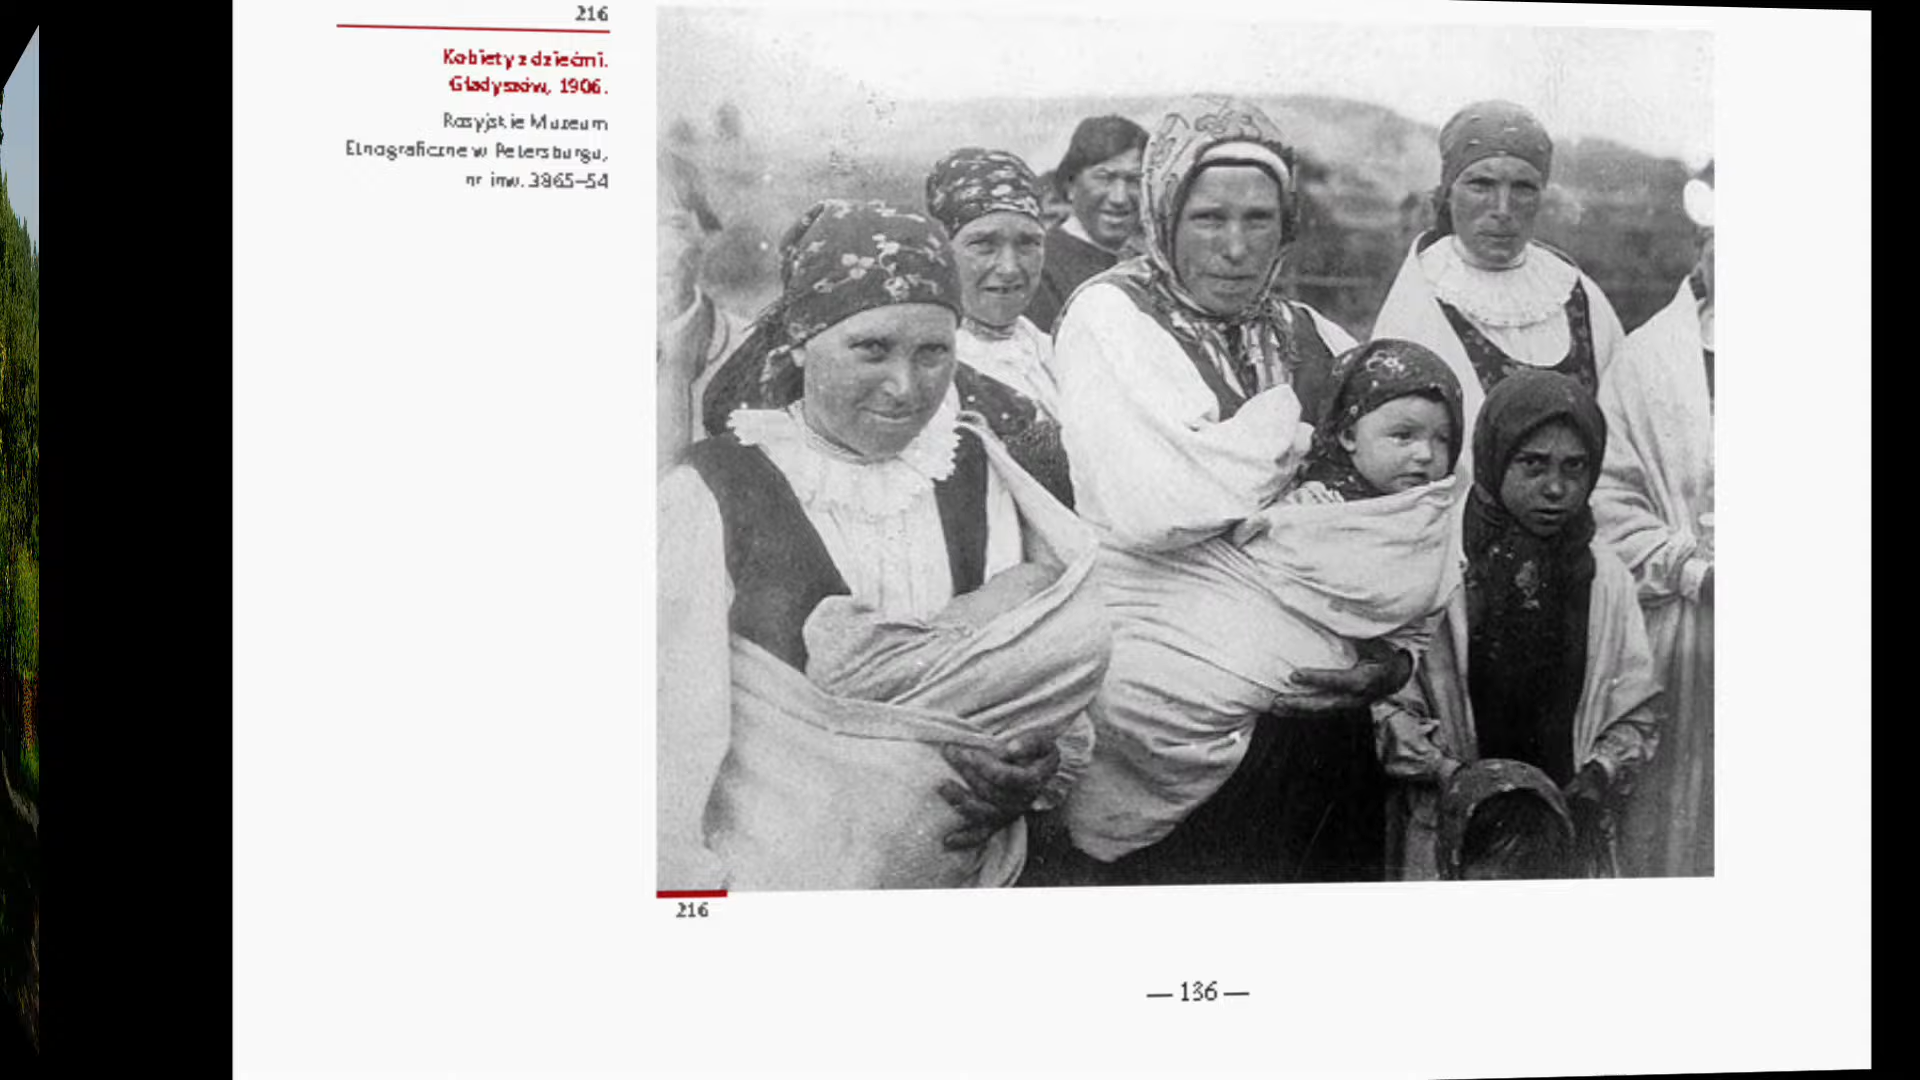 216
Kobiety z dziećmi.
Gładyszów, 1906.
Rosyjskie Muzeum
Etnograficzne w Petersburgu,
nr inw. 3865–54
216
— 136 —